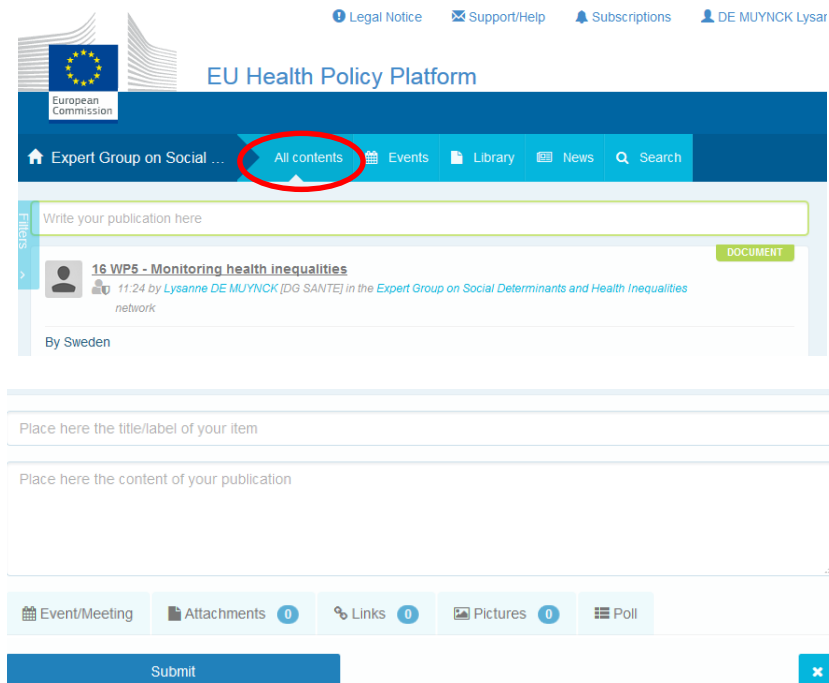 Legal Notice Support/Help Subscriptions DE MUYNCK Lysar
EU Health Policy Platform
European
Commission
Expert Group on Social ... All contents Events Library News Search
Filters
Write your publication here
DOCUMENT
16 WP5 - Monitoring health inequalities
11:24 by Lysanne DE MUYNCK [DG SANTE] in the Expert Group on Social Determinants and Health Inequalities
network
By Sweden
Place here the title/label of your item
Place here the content of your publication
Event/Meeting Attachments 0 Links 0 Pictures 0 Poll
Submit